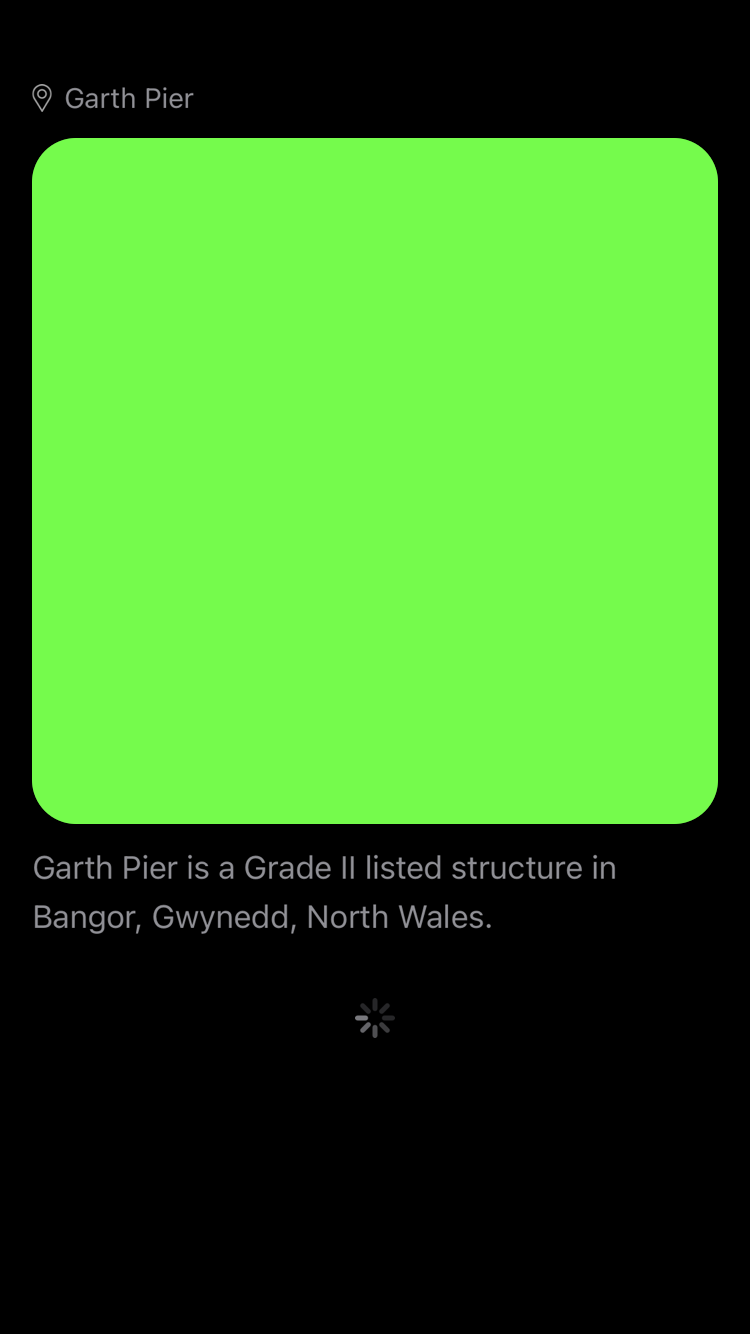 Garth Pier
Garth Pier is a Grade II listed structure in
Bangor, Gwynedd, North Wales.